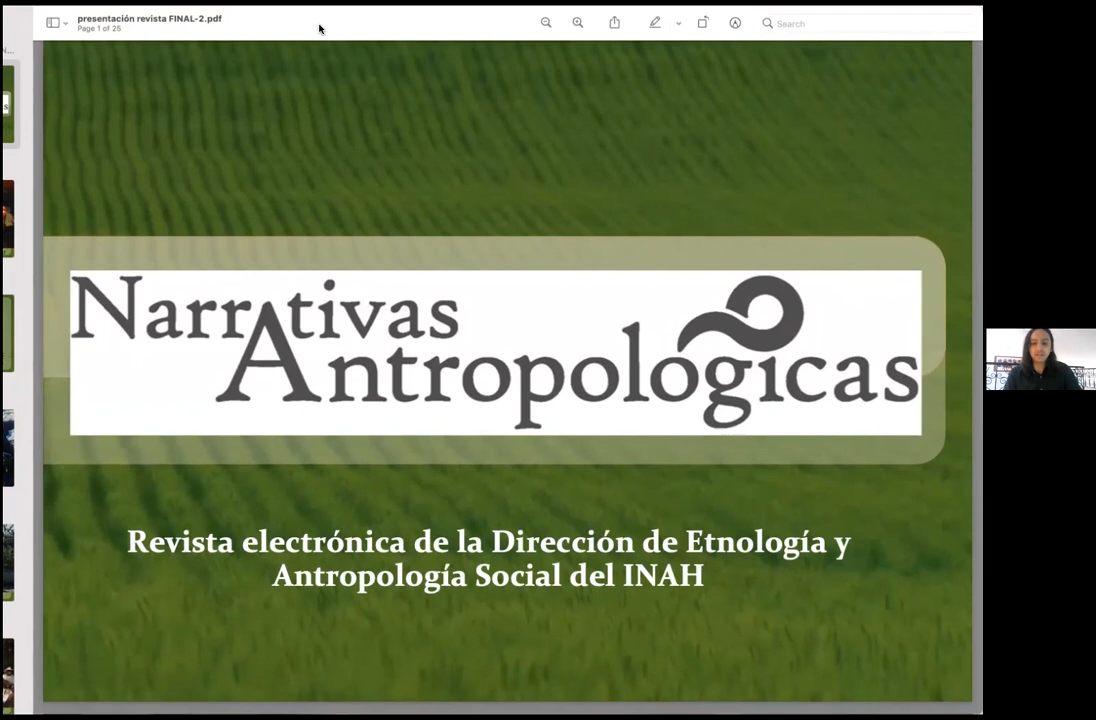 presentación revista FINAL-2.pdf
Page 1 of 25
Search
N...
Narrativas
Antropológicas
Revista electrónica de la Dirección de Etnología y
Antropología Social del INAH